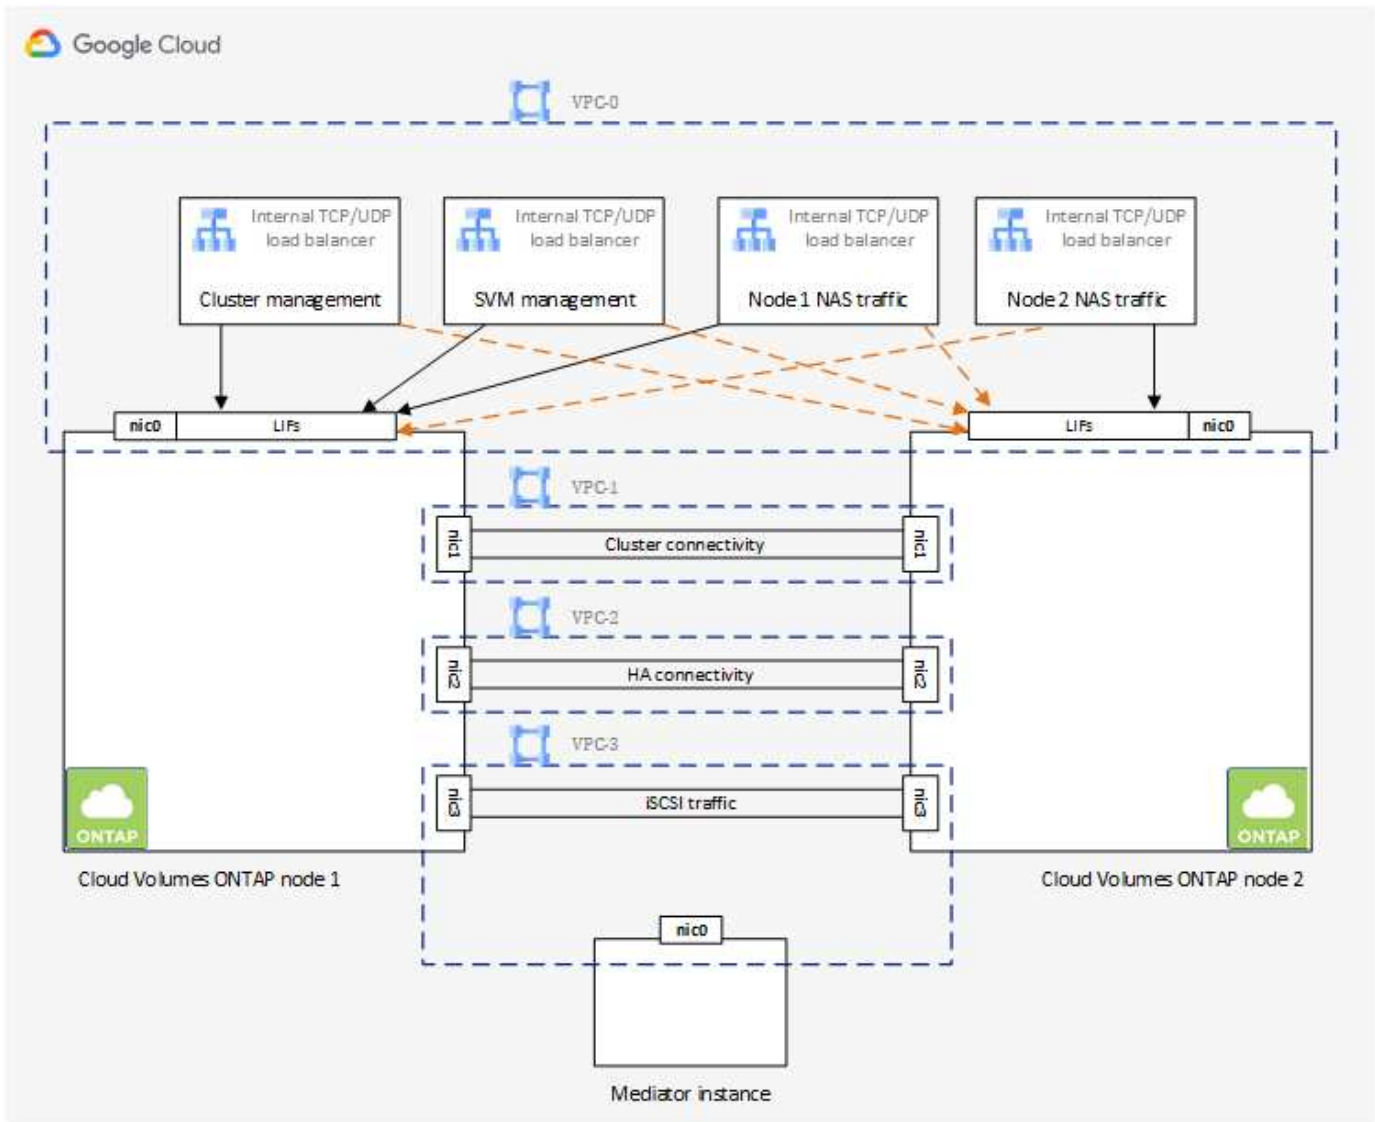 Google Cloud
VPC-0
Internal TCP/UDP
load balancer
Cluster management
Internal TCP/UDP
load balancer
SVM management
Internal TCP/UDP
load balancer
Node 1 NAS traffic
Internal TCP/UDP
load balancer
Node 2 NAS traffic
nic0
LIFs
LIFs
nic0
VPC-1
nic1
Cluster connectivity
nic1
VPC-2
nic2
HA connectivity
nic2
VPC-3
nic3
iSCSI traffic
nic3
ONTAP
ONTAP
Cloud Volumes ONTAP node 1
Cloud Volumes ONTAP node 2
nic0
Mediator instance